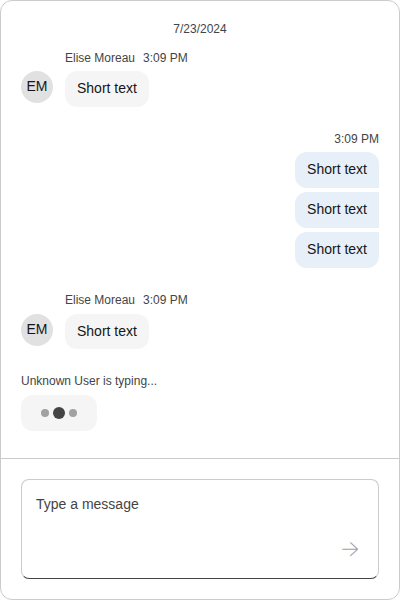 7/23/2024
Elise Moreau 3:09 PM
EM
Short text
3:09 PM
Short text
Short text
Short text
Elise Moreau 3:09 PM
EM
Short text
Unknown User is typing...
Type a message